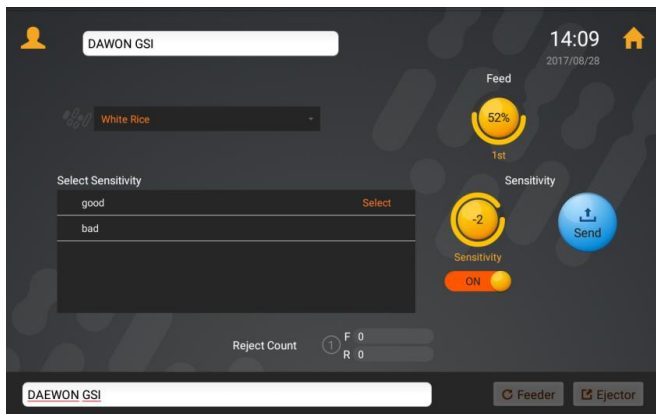 DAWON GSI
14:09
2017/08/28
Feed
White Rice
52%
1st
Select Sensitivity
Sensitivity
good
Select
bad
-2
Send
Sensitivity
ON
Reject Count
1
F 0
R 0
DAEWON GSI
Feeder
Ejector